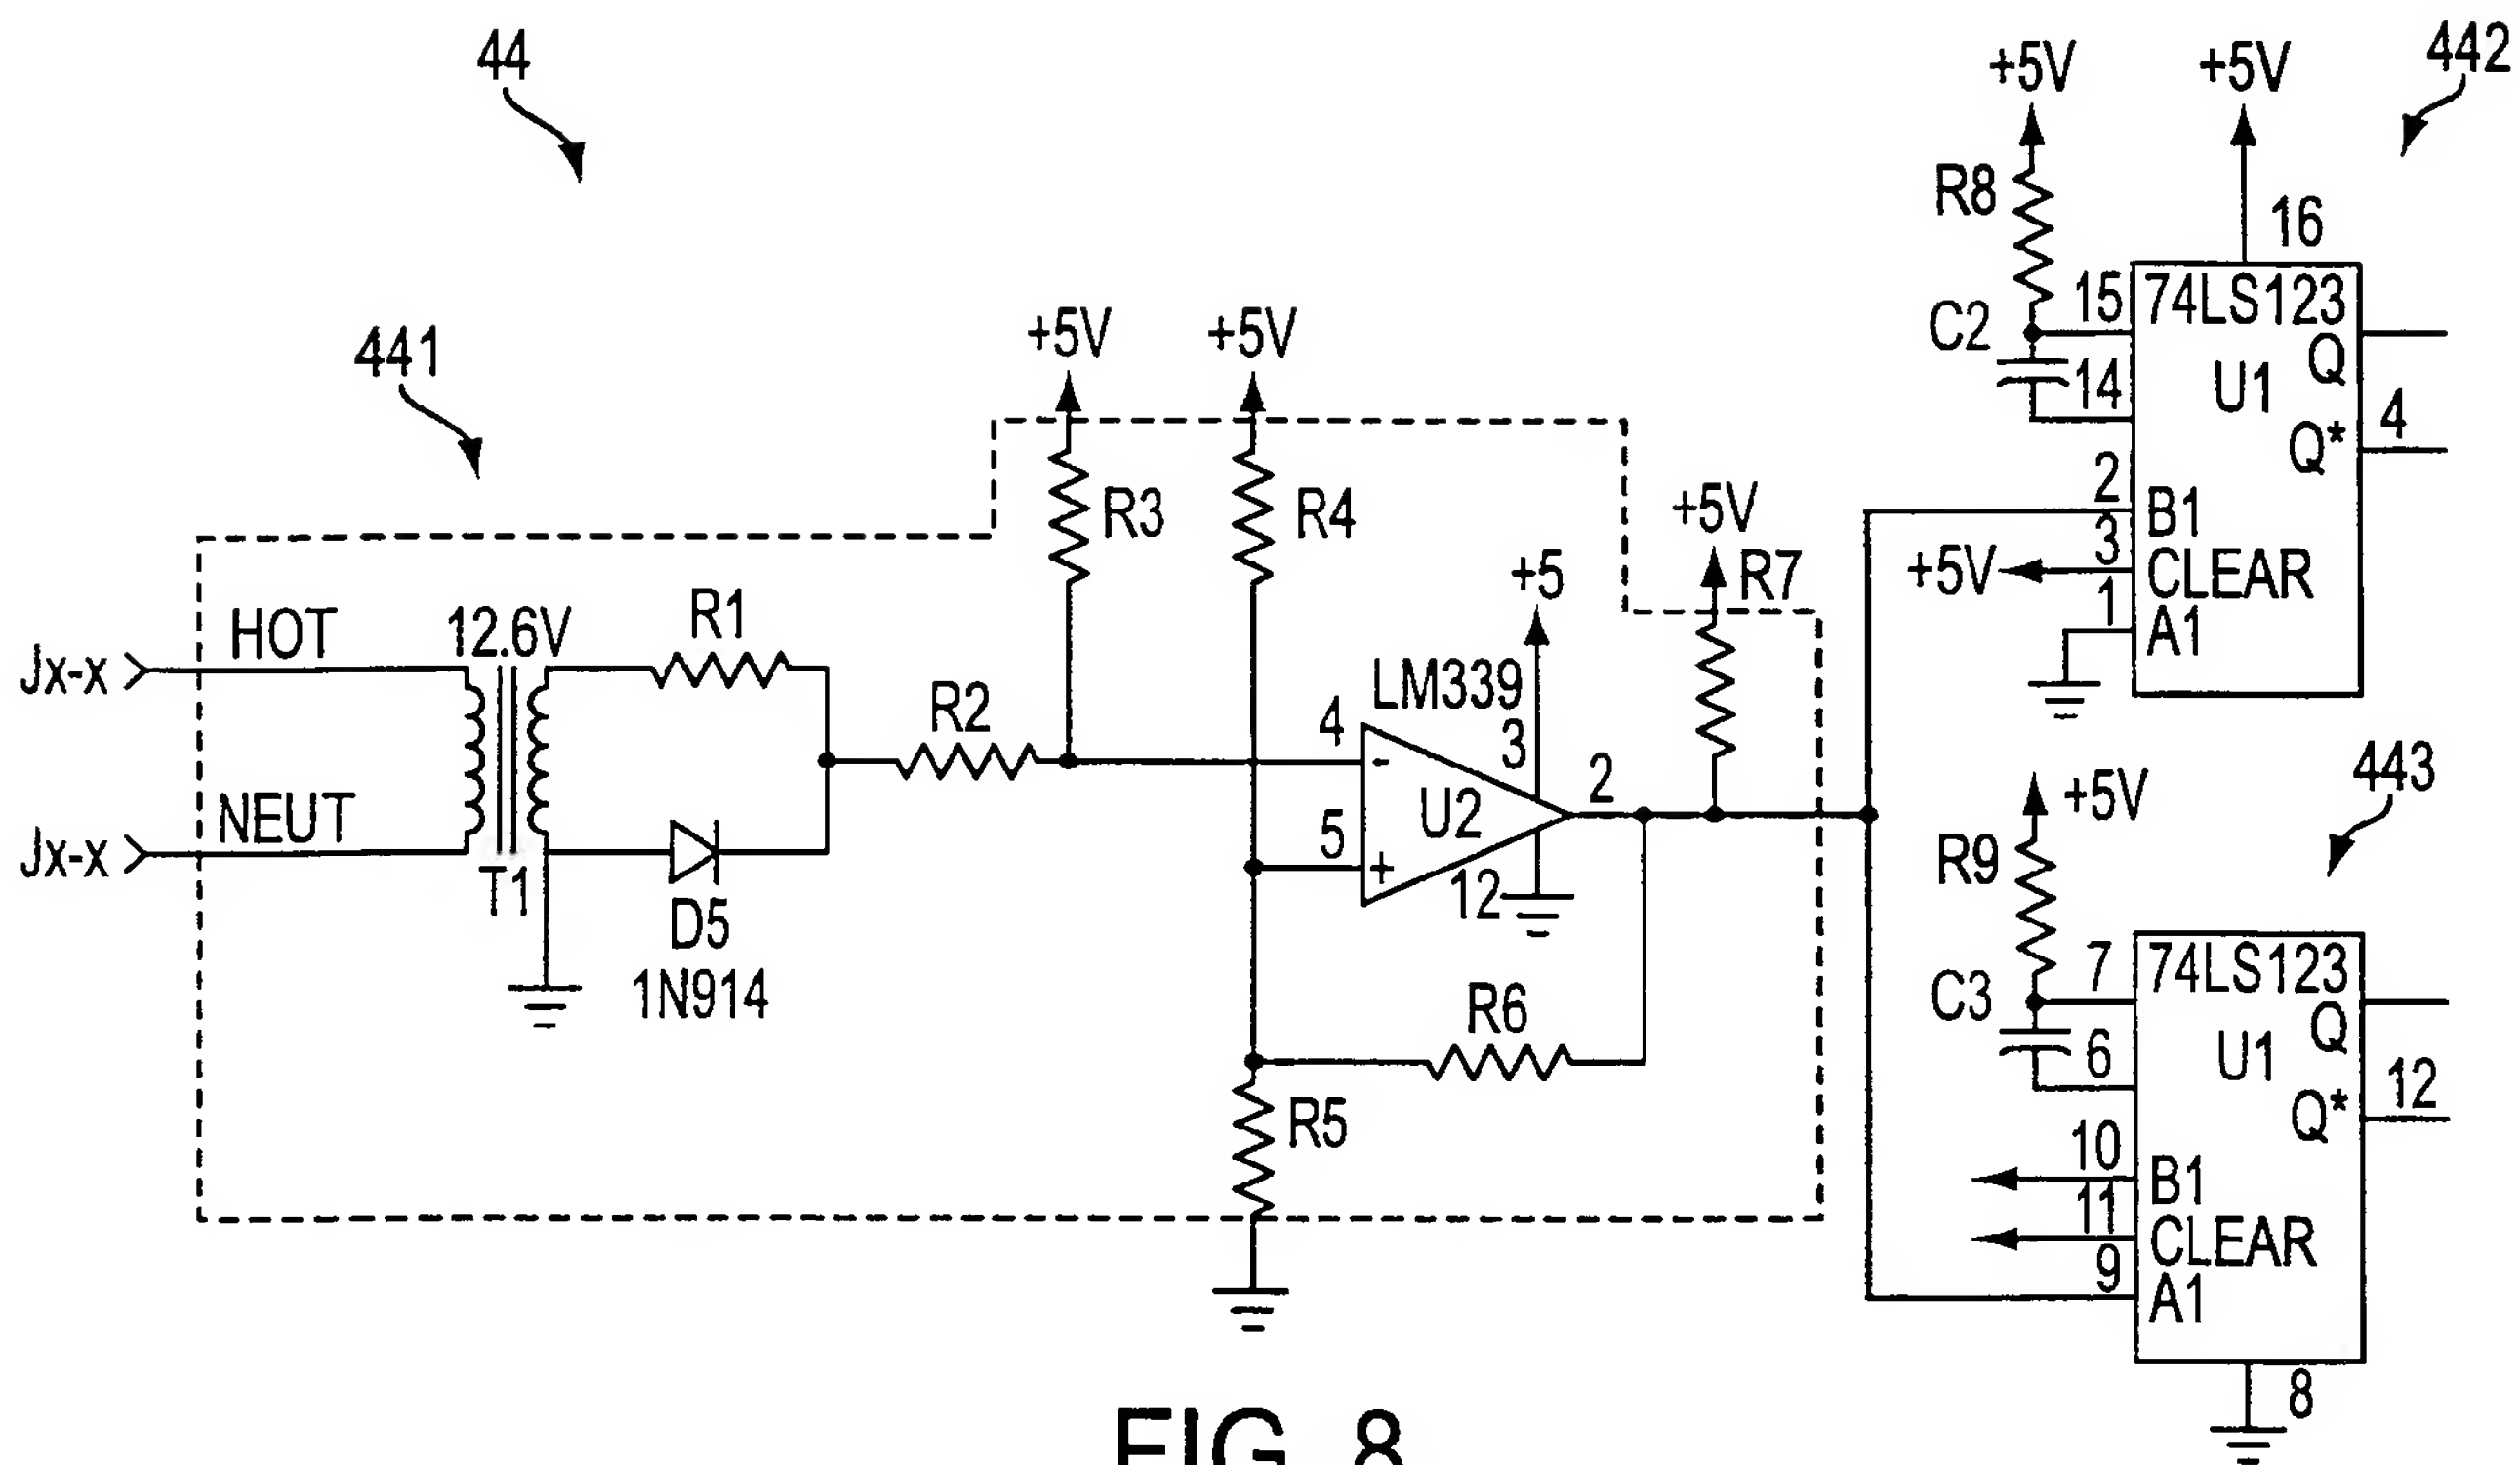 44
442
+5V
+5V
R8
16
15
74LS123
C2
Q
14
U1
4
Q*
2
B1
3
+5V
CLEAR
1
A1
441
+5V
+5V
R3
R4
+5V
R7
+5
HOT
12.6V
R1
Jx-x
R2
LM339
4
-
3
2
U2
5
+
12
NEUT
Jx-x
T1
D5
1N914
R6
R5
443
+5V
R9
7
74LS123
C3
Q
6
U1
12
Q*
10
B1
11
CLEAR
9
A1
8
FIG. 8